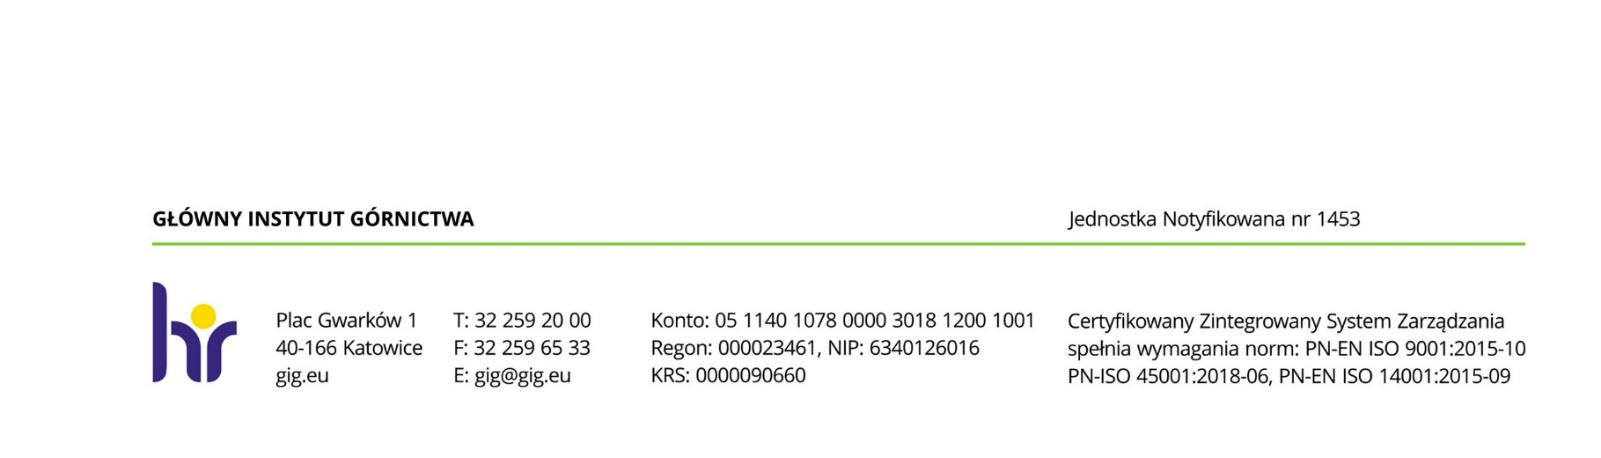 GŁÓWNY INSTYTUT GÓRNICTWA
Jednostka Notyfikowana nr 1453
hr
Plac Gwarków 1
40-166 Katowice
gig.eu
T: 32 259 20 00
F: 32 259 65 33
E: gig@gig.eu
Konto: 05 1140 1078 0000 3018 1200 1001
Regon: 000023461, NIP: 6340126016
KRS: 0000090660
Certyfikowany Zintegrowany System Zarządzania
spełnia wymagania norm: PN-EN ISO 9001:2015-10
PN-ISO 45001:2018-06, PN-EN ISO 14001:2015-09